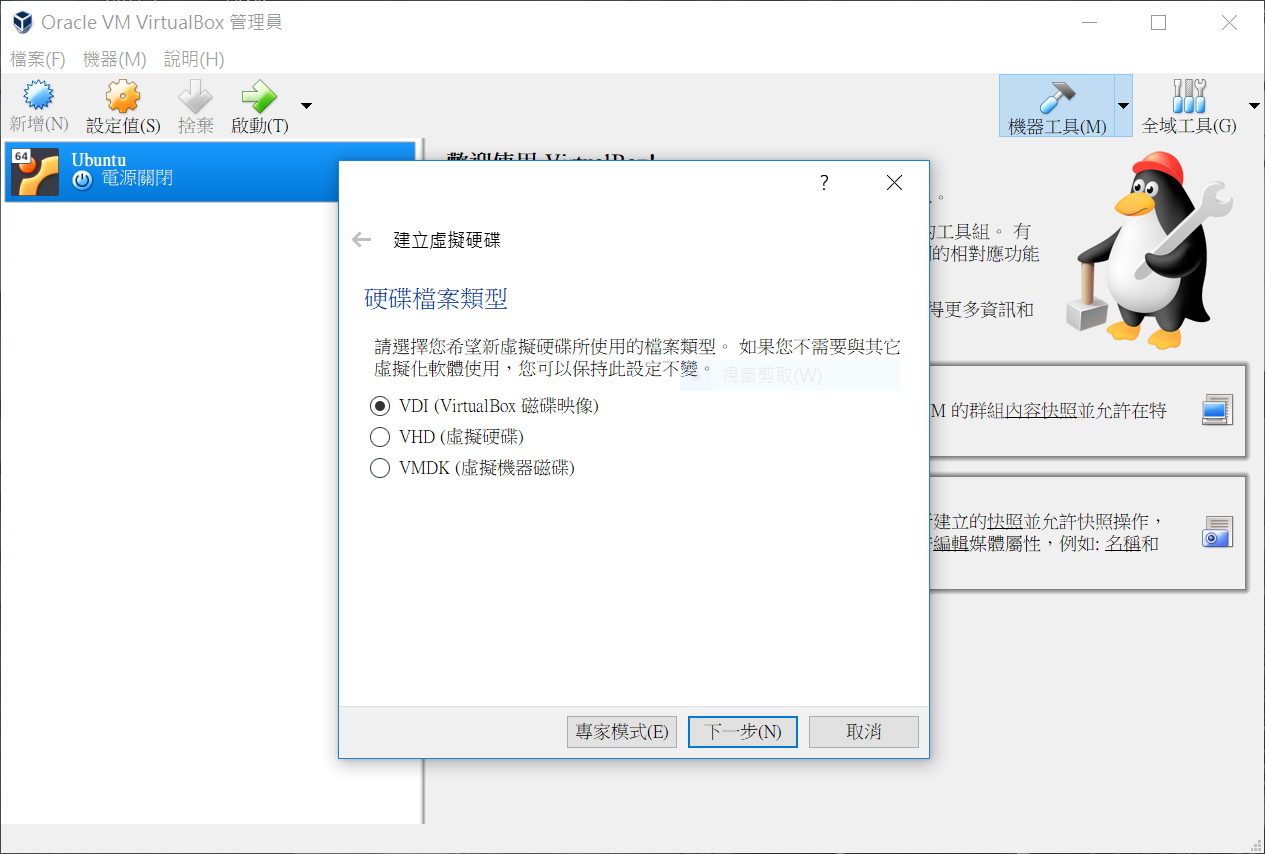 Oracle VM VirtualBox 管理員
檔案(F) 機器(M) 說明(H)
新增(N) 設定值(S) 捨棄 啟動(T) 機器工具(M) 全域工具(G)
64
Ubuntu
電源關閉
歡迎使用 VirtualBox!
的工具組。 有
的相對應功能
得更多資訊和
?
建立虛擬硬碟
硬碟檔案類型
請選擇您希望新虛擬硬碟所使用的檔案類型。 如果您不需要與其它
虛擬化軟體使用，您可以保持此設定不變。
視窗剪取(W)
VDI (VirtualBox 磁碟映像)
VHD (虛擬硬碟)
VMDK (虛擬機器磁碟)
M 的群組內容快照並允許在特
建立的快照並允許快照操作，
編輯媒體屬性，例如: 名稱和
專家模式(E) 下一步(N) 取消